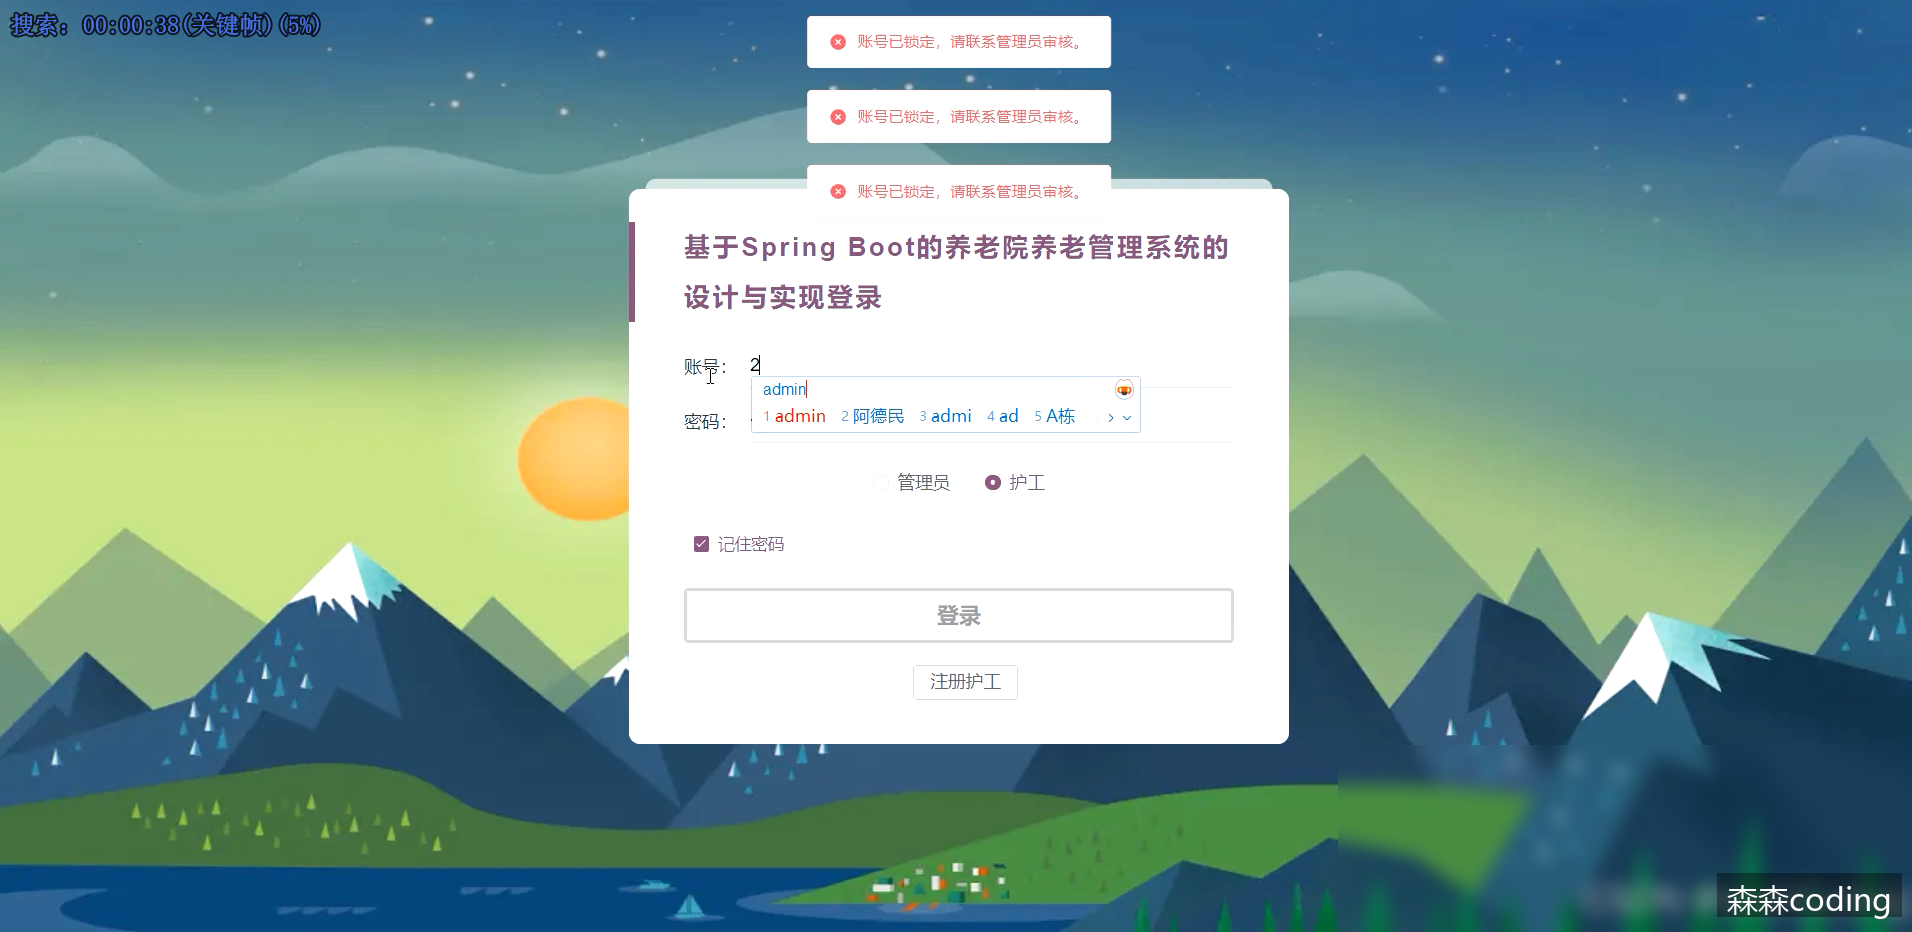 搜索: 00:00:38(关键帧)(5%)
账号已锁定，请联系管理员审核。
账号已锁定，请联系管理员审核。
账号已锁定，请联系管理员审核。
基于Spring Boot的养老院养老管理系统的
设计与实现登录
账号： 2
admin
1 admin 2 阿德民 3 admi 4 ad 5 A栋
密码：
管理员 护工
记住密码
登录
注册护工
森森coding